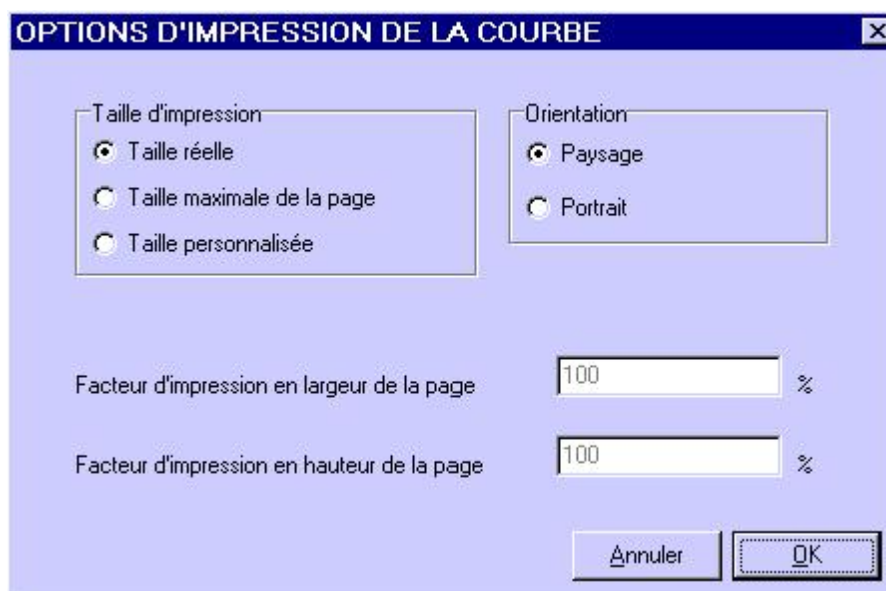 OPTIONS D'IMPRESSION DE LA COURBE
Taille d'impression
Taille réelle
Taille maximale de la page
Taille personnalisée
Orientation
Paysage
Portrait
Facteur d'impression en largeur de la page 100 %
Facteur d'impression en hauteur de la page 100 %
Annuler OK